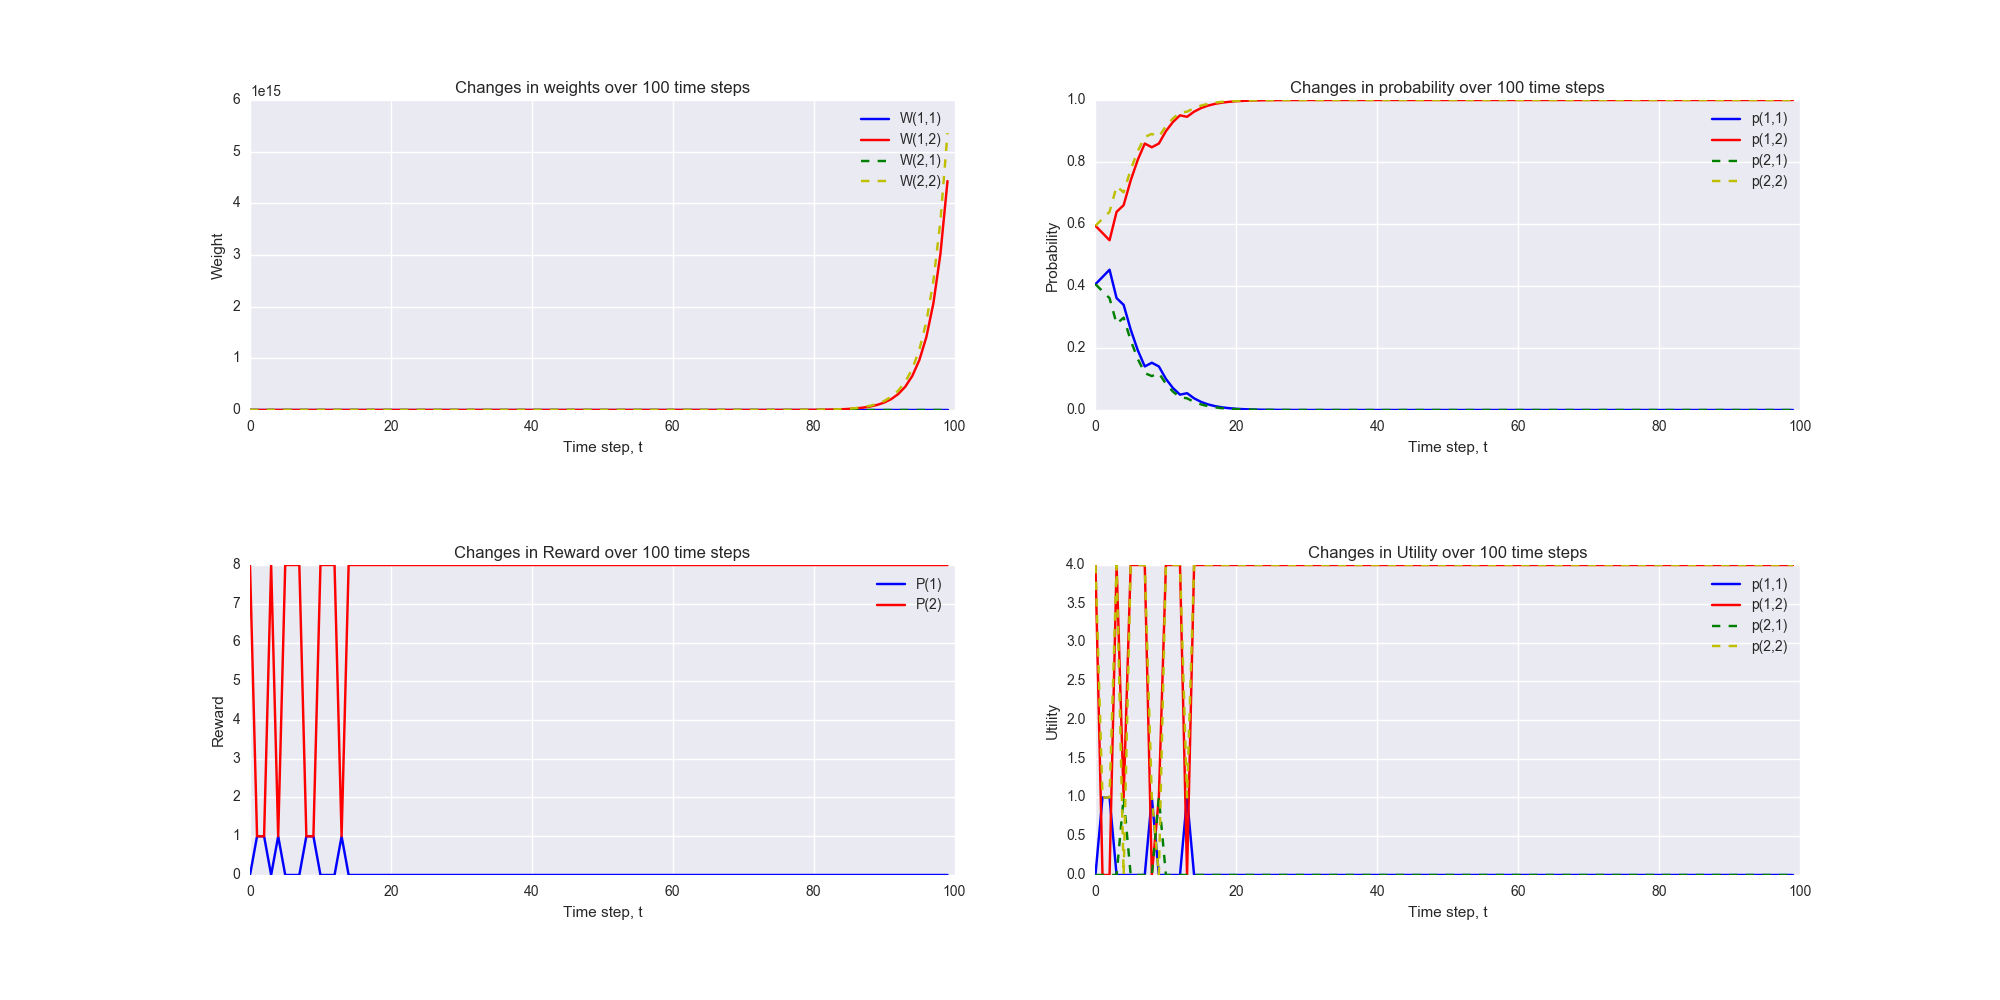 Changes in weights over 100 time steps
1e15
6
5
4
3
2
1
0
0 20 40 60 80 100
Weight
Time step, t
W(1,1)
W(1,2)
W(2,1)
W(2,2)
Changes in probability over 100 time steps
1.0
0.8
0.6
0.4
0.2
0.0
0 20 40 60 80 100
Probability
Time step, t
p(1,1)
p(1,2)
p(2,1)
p(2,2)
Changes in Reward over 100 time steps
8
7
6
5
4
3
2
1
0
0 20 40 60 80 100
Reward
Time step, t
P(1)
P(2)
Changes in Utility over 100 time steps
4.0
3.5
3.0
2.5
2.0
1.5
1.0
0.5
0.0
0 20 40 60 80 100
Utility
Time step, t
p(1,1)
p(1,2)
p(2,1)
p(2,2)